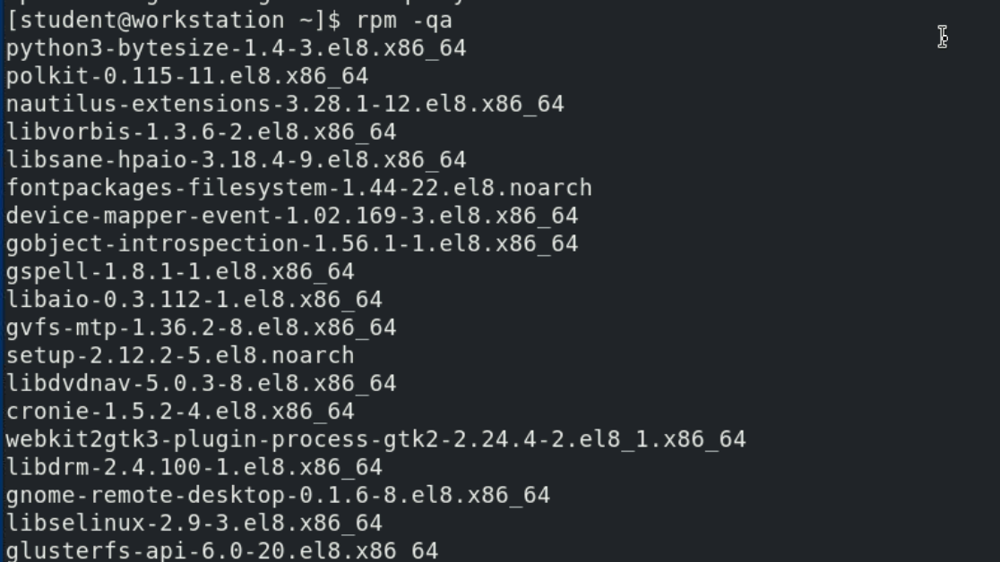 [student@workstation ~]$ rpm -qa
python3-bytesize-1.4-3.el8.x86_64
polkit-0.115-11.el8.x86_64
nautilus-extensions-3.28.1-12.el8.x86_64
libvorbis-1.3.6-2.el8.x86_64
libsane-hpaio-3.18.4-9.el8.x86_64
fontpackages-filesystem-1.44-22.el8.noarch
device-mapper-event-1.02.169-3.el8.x86_64
gobject-introspection-1.56.1-1.el8.x86_64
gspell-1.8.1-1.el8.x86_64
libaio-0.3.112-1.el8.x86_64
gvfs-mtp-1.36.2-8.el8.x86_64
setup-2.12.2-5.el8.noarch
libdvdnav-5.0.3-8.el8.x86_64
cronie-1.5.2-4.el8.x86_64
webkit2gtk3-plugin-process-gtk2-2.24.4-2.el8_1.x86_64
libdrm-2.4.100-1.el8.x86_64
gnome-remote-desktop-0.1.6-8.el8.x86_64
libselinux-2.9-3.el8.x86_64
glusterfs-api-6.0-20.el8.x86_64